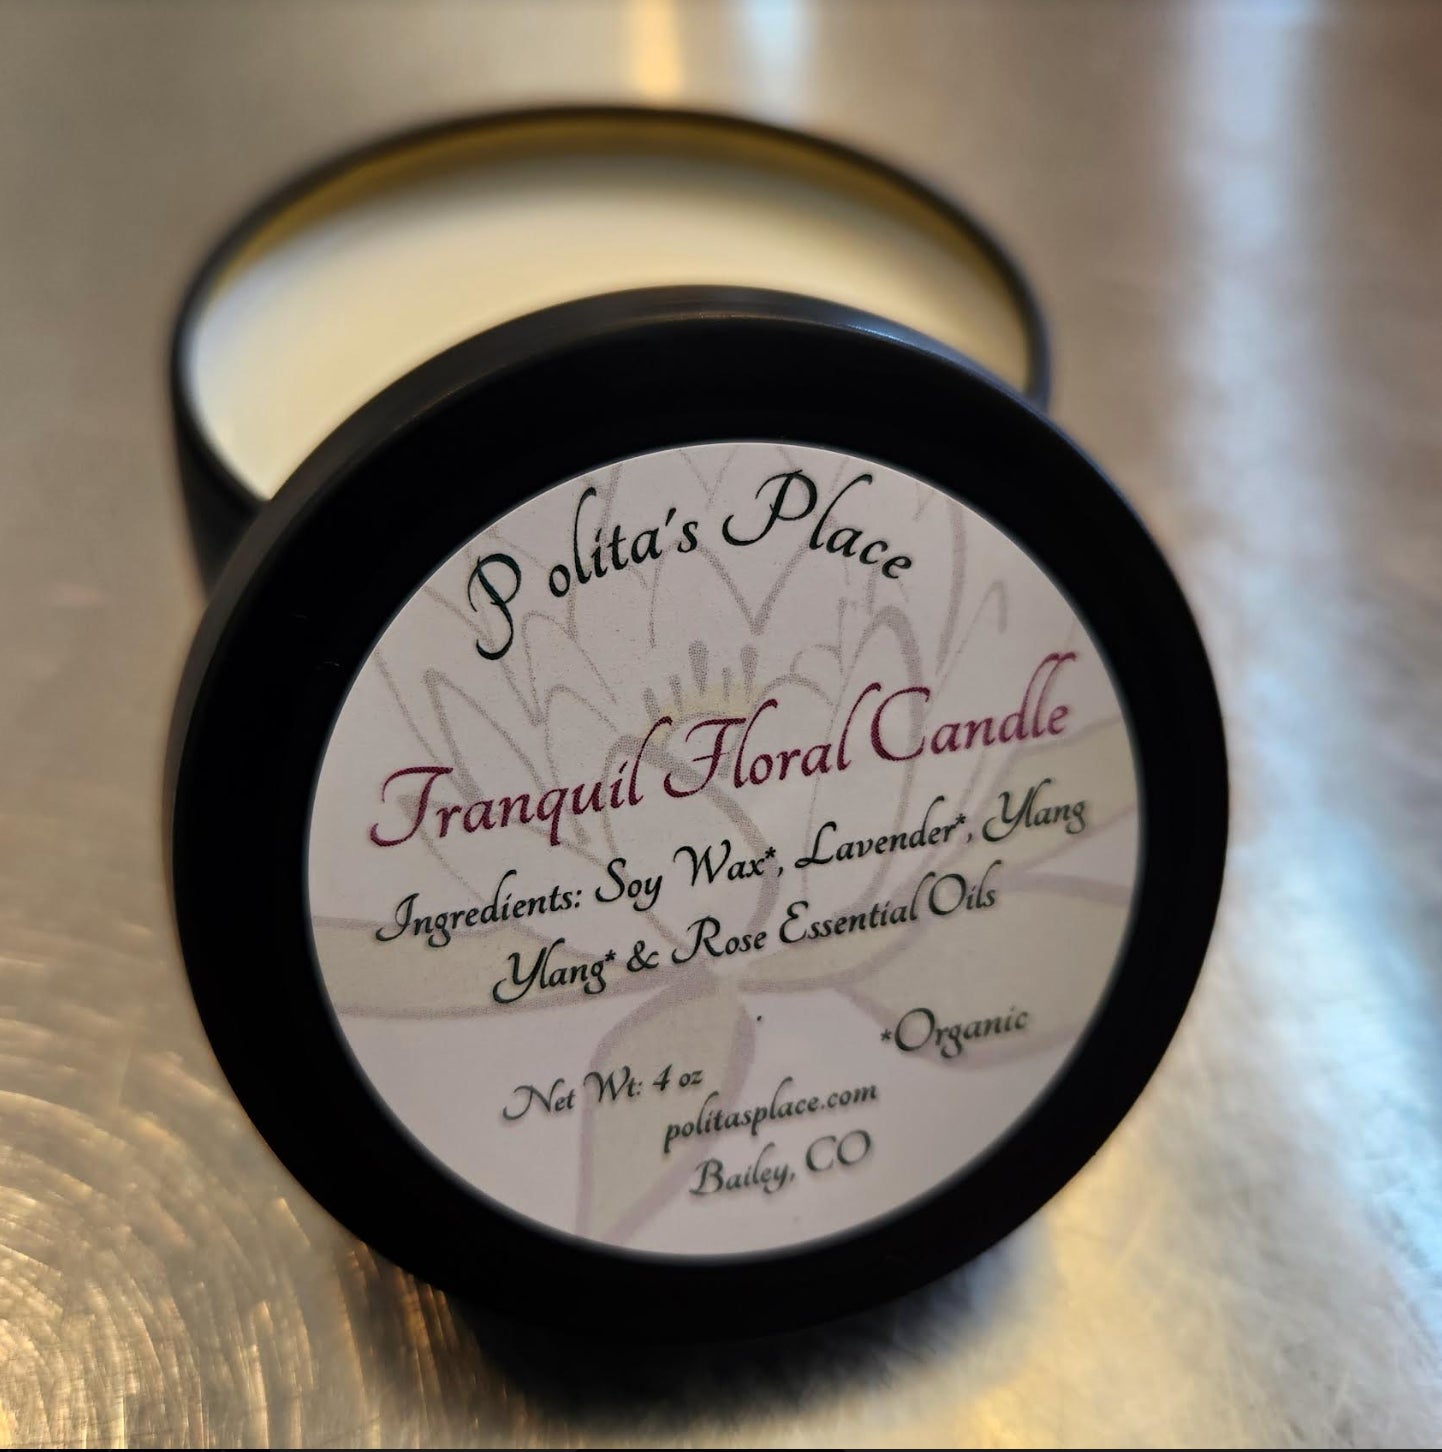 Polita's Place
Tranquil Floral Candle
Ingredients: Soy Wax*, Lavender*, Ylang
Ylang* & Rose Essential Oils
*Organic
Net Wt: 4 oz
politasplace.com
Bailey, CO